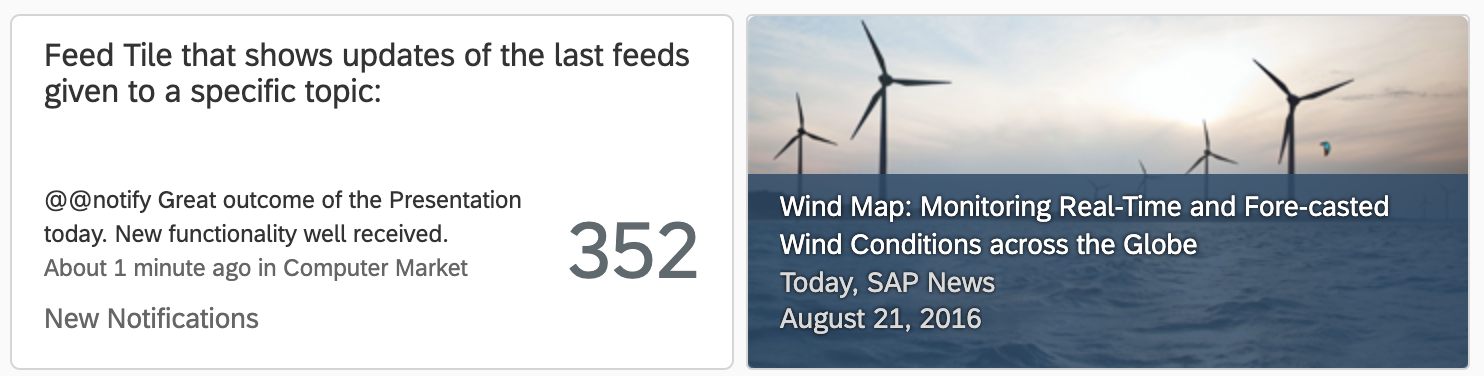 Feed Tile that shows updates of the last feeds
given to a specific topic:
@@notify Great outcome of the Presentation
today. New functionality well received.
About 1 minute ago in Computer Market
352
New Notifications
Wind Map: Monitoring Real-Time and Fore-casted
Wind Conditions across the Globe
Today, SAP News
August 21, 2016